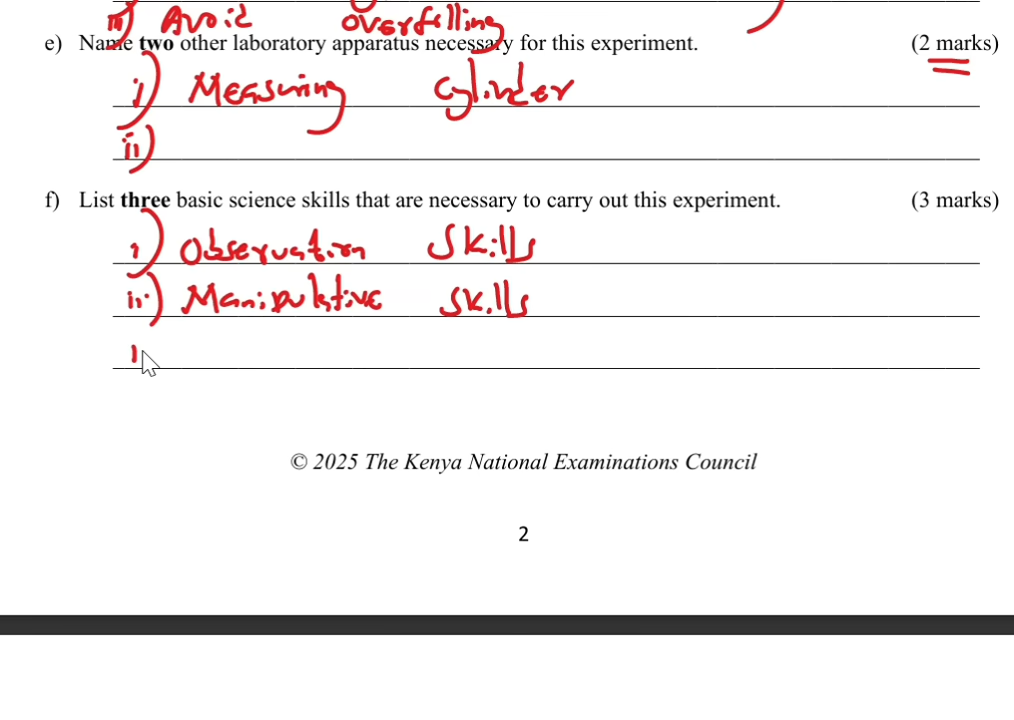 iii) Avoid overfilling
e) Name two other laboratory apparatus necessary for this experiment. (2 marks)
i) Measuring cylinder
ii)
f) List three basic science skills that are necessary to carry out this experiment. (3 marks)
i) Observation skills
ii) Manipulative skills
i
© 2025 The Kenya National Examinations Council
2